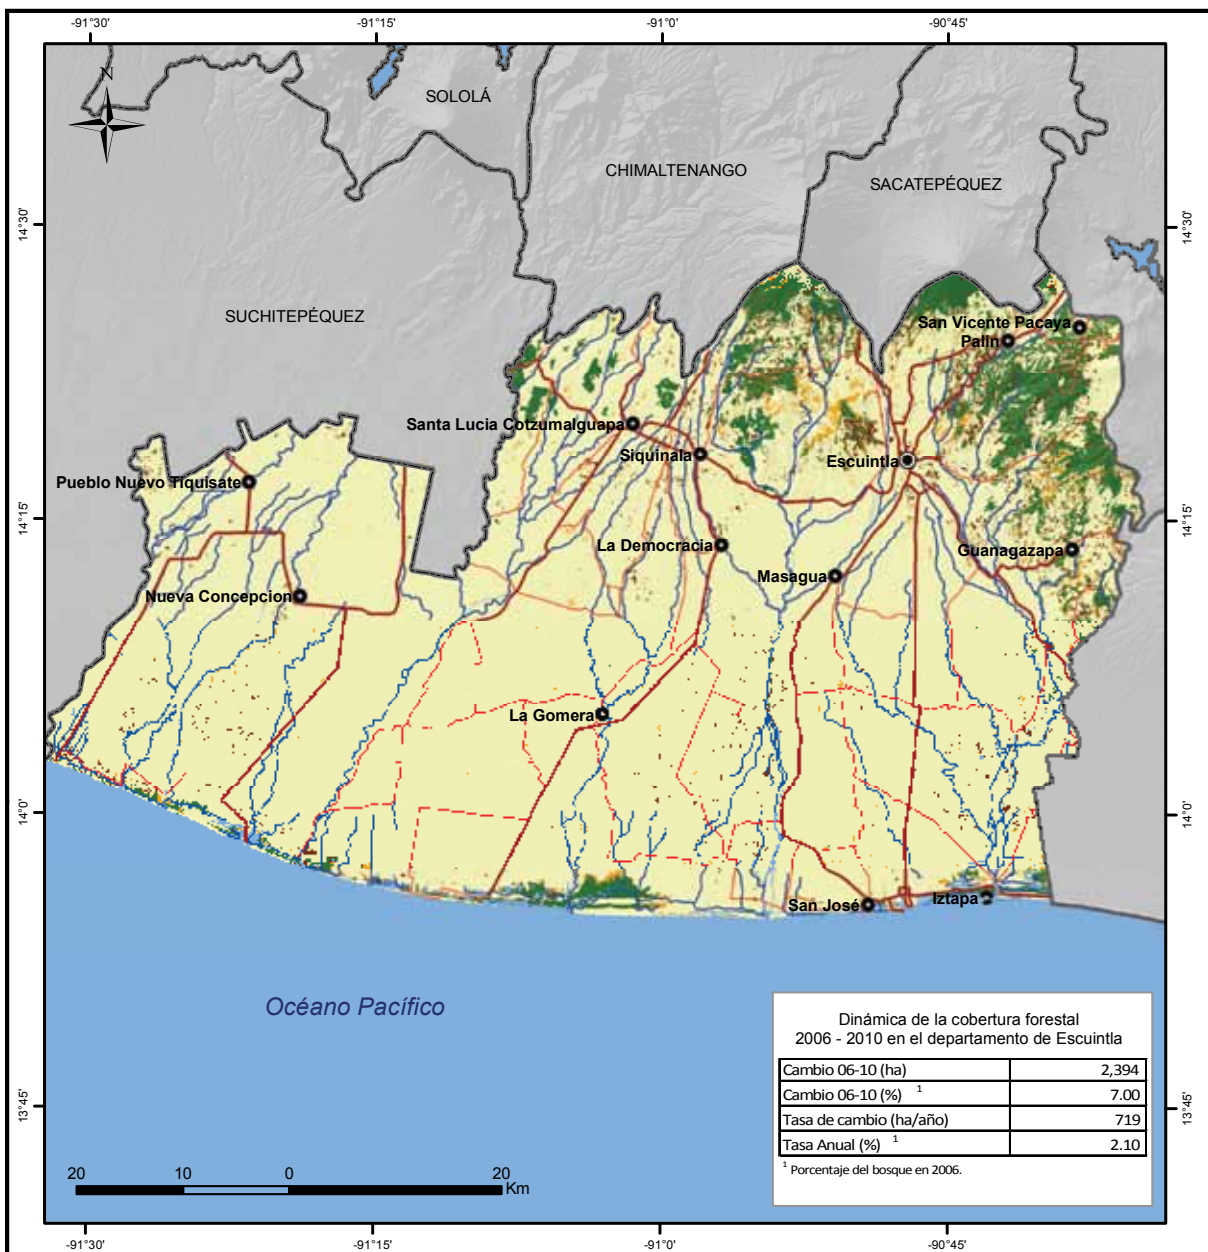 -91°30'
-91°15'
-91°0'
-90°45'
N
SOLOLÁ
CHIMALTENANGO
SACATEPÉQUEZ
14°30'
14°30'
SUCHITEPÉQUEZ
San Vicente Pacaya
Palin
Santa Lucia Cotzumalguapa
Siquinala
Escuintla
Pueblo Nuevo Tiquisate
14°15'
14°15'
La Democracia
Guanagazapa
Masagua
Nueva Concepcion
La Gomera
14°0'
14°0'
San José
Iztapa
Océano Pacífico
Dinámica de la cobertura forestal
2006 - 2010 en el departamento de Escuintla
Cambio 06-10 (ha) 2,394
Cambio 06-10 (%) 1 7.00
Tasa de cambio (ha/año) 719
Tasa Anual (%) 1 2.10
1 Porcentaje del bosque en 2006.
13°45'
13°45'
20 10 0 20
Km
-91°30'
-91°15'
-91°0'
-90°45'